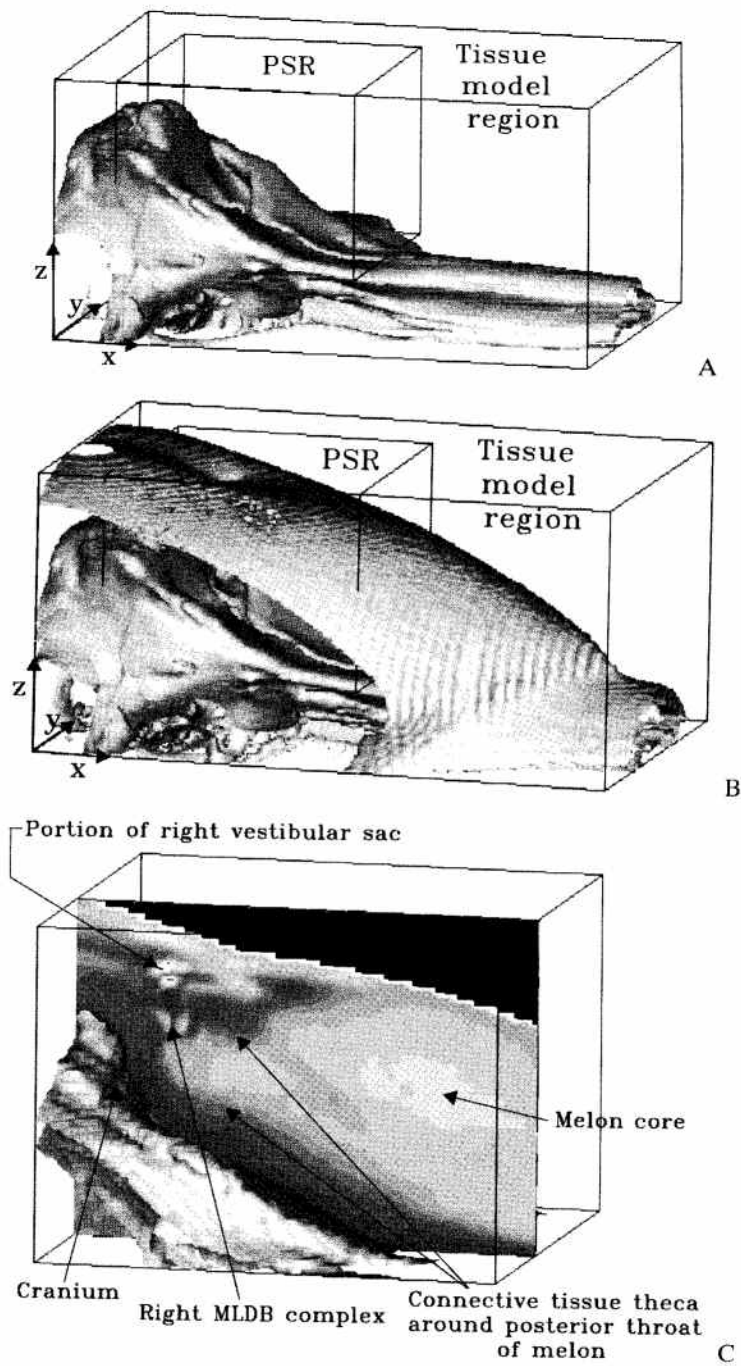 PSR
Tissue
model
region
z
y
x
A
PSR
Tissue
model
region
z
y
x
B
Portion of right vestibular sac
Melon core
Cranium
Right MLDB complex
Connective tissue theca
around posterior throat
of melon
C